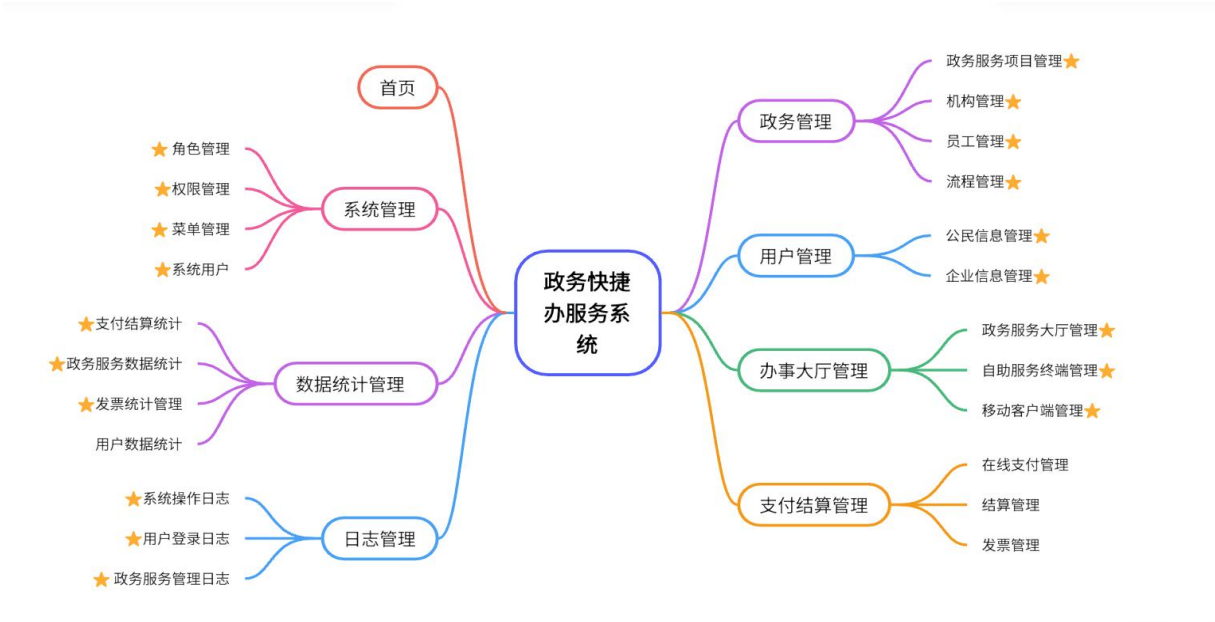 政务快捷
办服务系
统
首页
系统管理
角色管理
权限管理
菜单管理
系统用户
数据统计管理
支付结算统计
政务服务数据统计
发票统计管理
用户数据统计
日志管理
系统操作日志
用户登录日志
政务服务管理日志
政务管理
政务服务项目管理
机构管理
员工管理
流程管理
用户管理
公民信息管理
企业信息管理
办事大厅管理
政务服务大厅管理
自助服务终端管理
移动客户端管理
支付结算管理
在线支付管理
结算管理
发票管理